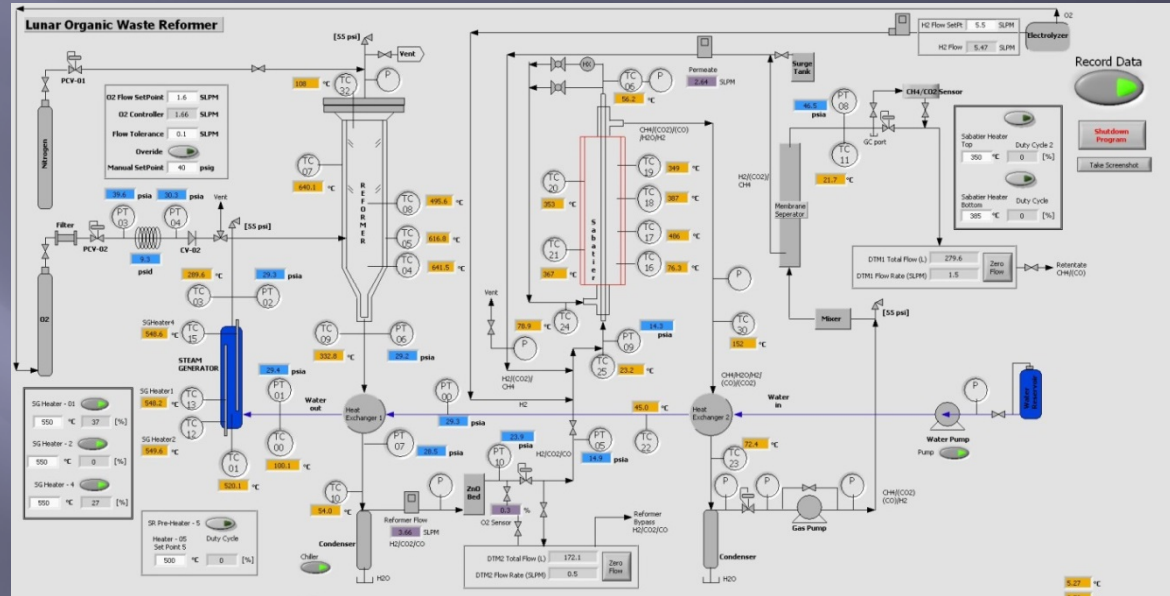 Lunar Organic Waste Reformer
[55 psi]
Vent
PCV-01
108 °C
TC 32
P
O2 Flow SetPoint 1.6 SLPM
O2 Controller 1.66 SLPM
Flow Tolerance 0.1 SLPM
Overide
Manual SetPoint 40 psig
Nitrogen
TC 07
640.1 °C
REFORMER
TC 08
495.6 °C
TC 05
616.8 °C
TC 04
641.5 °C
39.6 psia
30.3 psia
Vent
Filter
PT 03
PT 04
[55 psi]
PCV-02
CV-02
9.3
psid
O2
289.6 °C
29.3 psia
TC 03
PT 02
SGHeater4
548.6 °C
TC 15
STEAM
GENERATOR
SG Heater1
548.2 °C
TC 13
SG Heater2
549.6 °C
TC 12
TC 01
520.1 °C
SG Heater - 01
550 °C 37 [%]
SG Heater - 2
550 °C 0 [%]
SG Heater - 4
550 °C 27 [%]
SR Pre-Heater - 5
Heater - 05
Set Point 5
Duty Cycle
500 °C 0 [%]
TC 09
332.8 °C
PT 06
29.2
psia
29.4 psia
PT 01
Water
out
TC 00
100.1 °C
Heat
Exchanger 1
PT 00
29.3
psia
PT 07
28.5
psia
TC 10
54.0 °C
Condenser
Chiller
H2O
Reformer Flow
3.66 SLPM
H2/CO2/CO
P
ZnO
Bed
23.9
psia
PT 10
0.3 %
O2 Sensor
H2/CO2/CO
PT 05
14.9
psia
Reformer
Bypass
H2/CO2/CO
DTM2 Total Flow (L) 172.1
DTM2 Flow Rate (SLPM) 0.5
Zero
Flow
HX
TC 06
P
56.2 °C
CH4/(CO2)/(CO)
/H2O/H2
Sabatier
TC 20
353 °C
TC 21
367 °C
TC 19
349 °C
TC 18
387 °C
TC 17
486 °C
TC 16
76.3 °C
78.9 °C
TC 24
Vent
P
H2/(CO2)/
CH4
H2
14.3
psia
PT 09
TC 25
23.2
°C
45.0 °C
TC 22
Heat
Exchanger 2
P
TC 30
152
°C
CH4/H2O/H2/
(CO)/(CO2)
72.4 °C
TC 23
Condenser
H2O
P
P
P
Gas Pump
CH4/(CO2)
(CO)/H2
Permeate
2.64 SLPM
Surge
Tank
H2/(CO2)/
CH4
Membrane
Seperator
46.5
psia
PT 08
TC 11
21.7 °C
GC port
CH4/CO2 Sensor
Mixer
[55 psi]
H2 Flow SetPt 5.5 SLPM
H2 Flow 5.47 SLPM
O2
Electrolyzer
Record Data
Shutdown
Program
Take Screenshot
Sabatier Heater
Top
Duty Cycle 2
350 °C 0 [%]
Sabatier Heater
Bottom
Duty Cycle
385 °C 0 [%]
DTM1 Total Flow (L) 279.6
DTM1 Flow Rate (SLPM) 1.5
Zero
Flow
Retentate
CH4/(CO)
Water
in
P
Water
Reservoir
Water Pump
Pump
5.27 °C